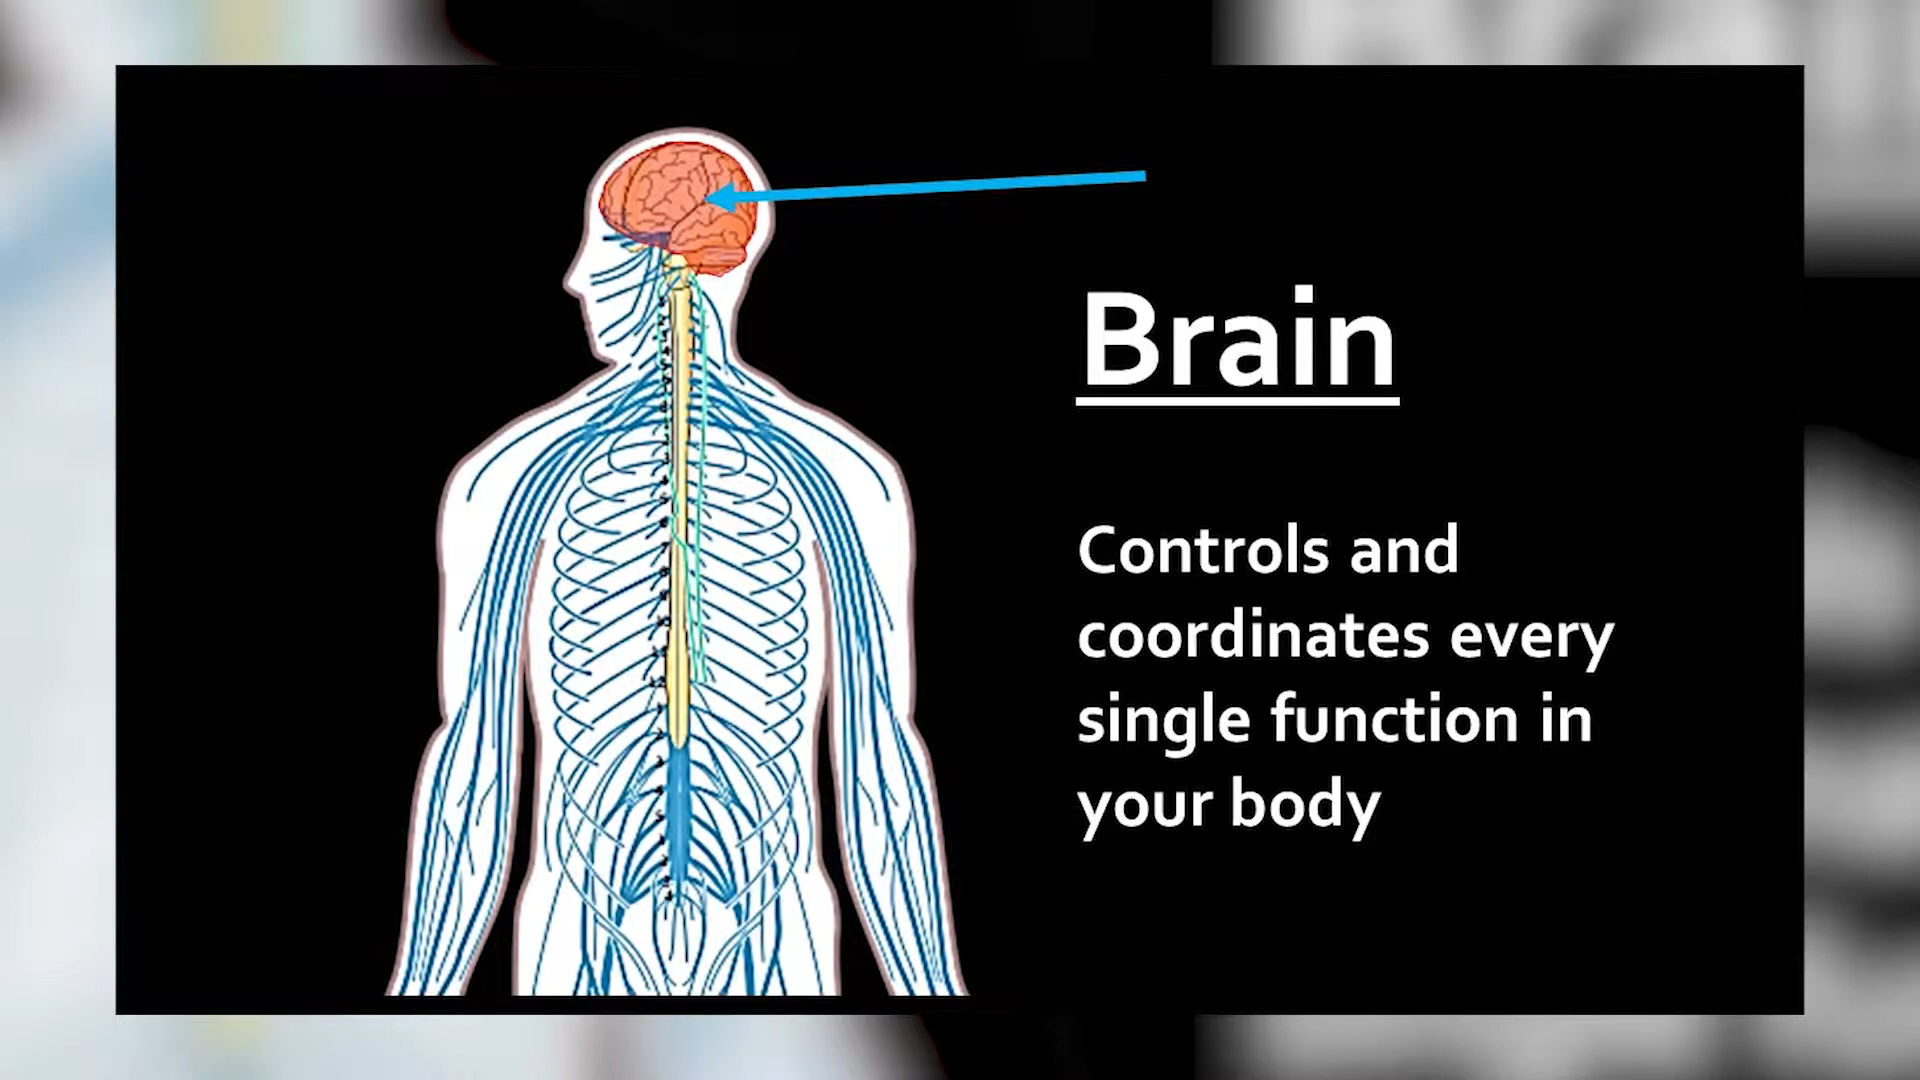 Brain
Controls and
coordinates every
single function in
your body